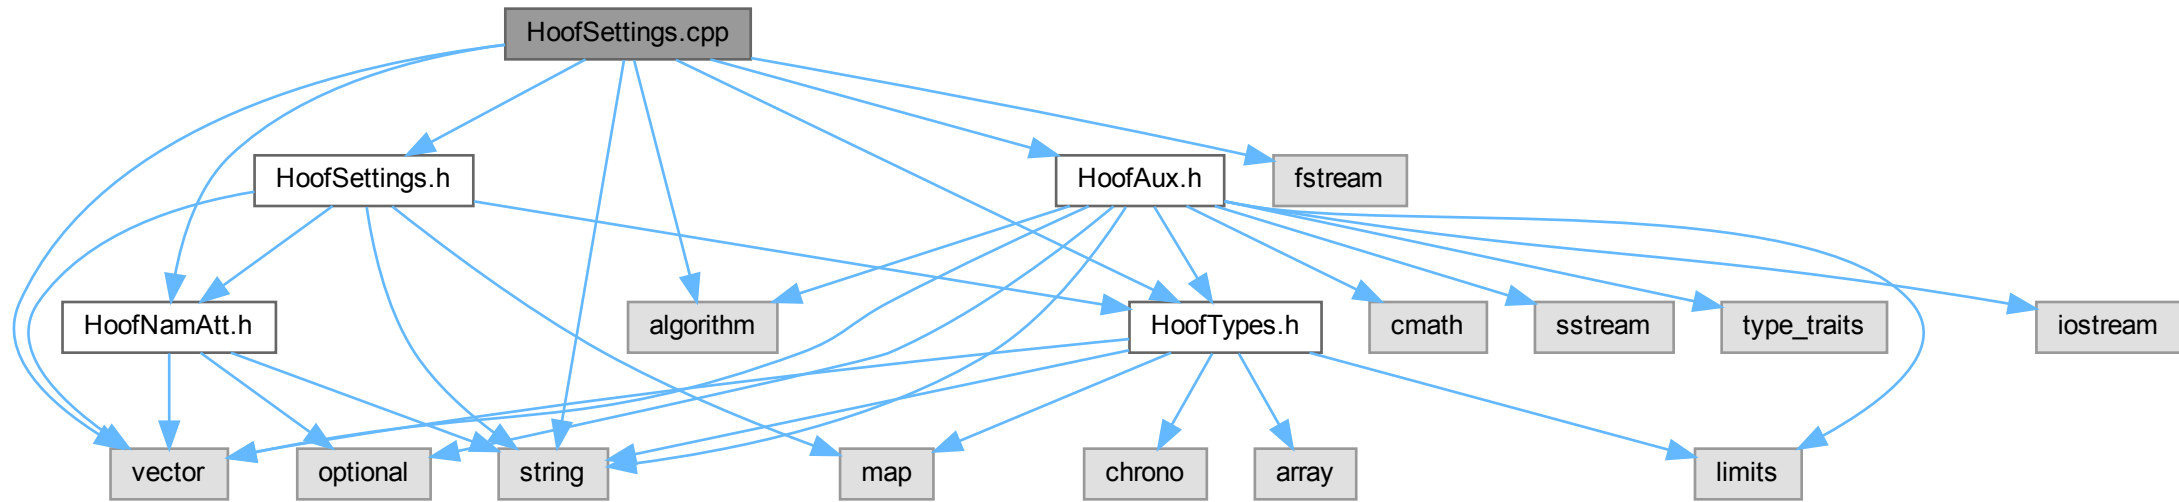 HoofSettings.cpp
HoofSettings.h
HoofAux.h
fstream
HoofNamAtt.h
algorithm
HoofTypes.h
cmath
sstream
type_traits
iostream
vector
optional
string
map
chrono
array
limits